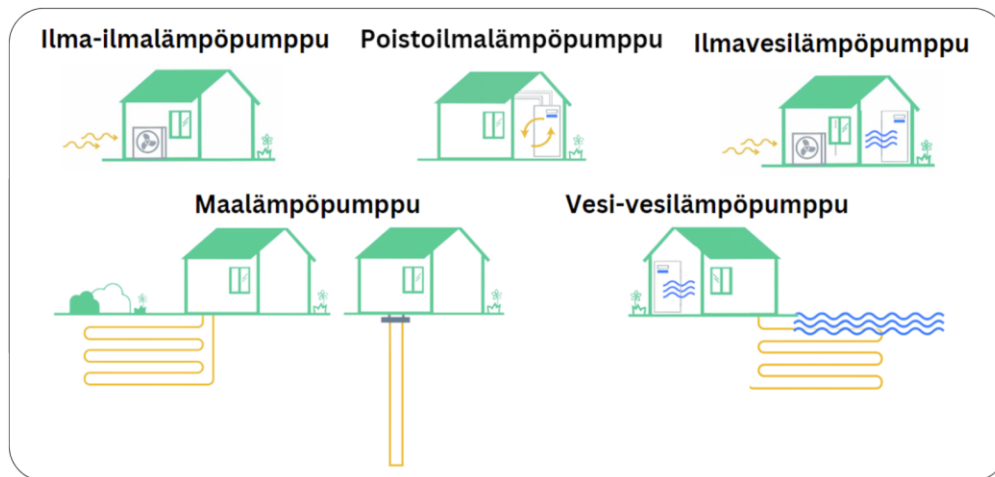 Ilma-ilmalämpöpumppu
Poistoilmalämpöpumppu
Ilmavesilämpöpumppu
Maalämpöpumppu
Vesi-vesilämpöpumppu